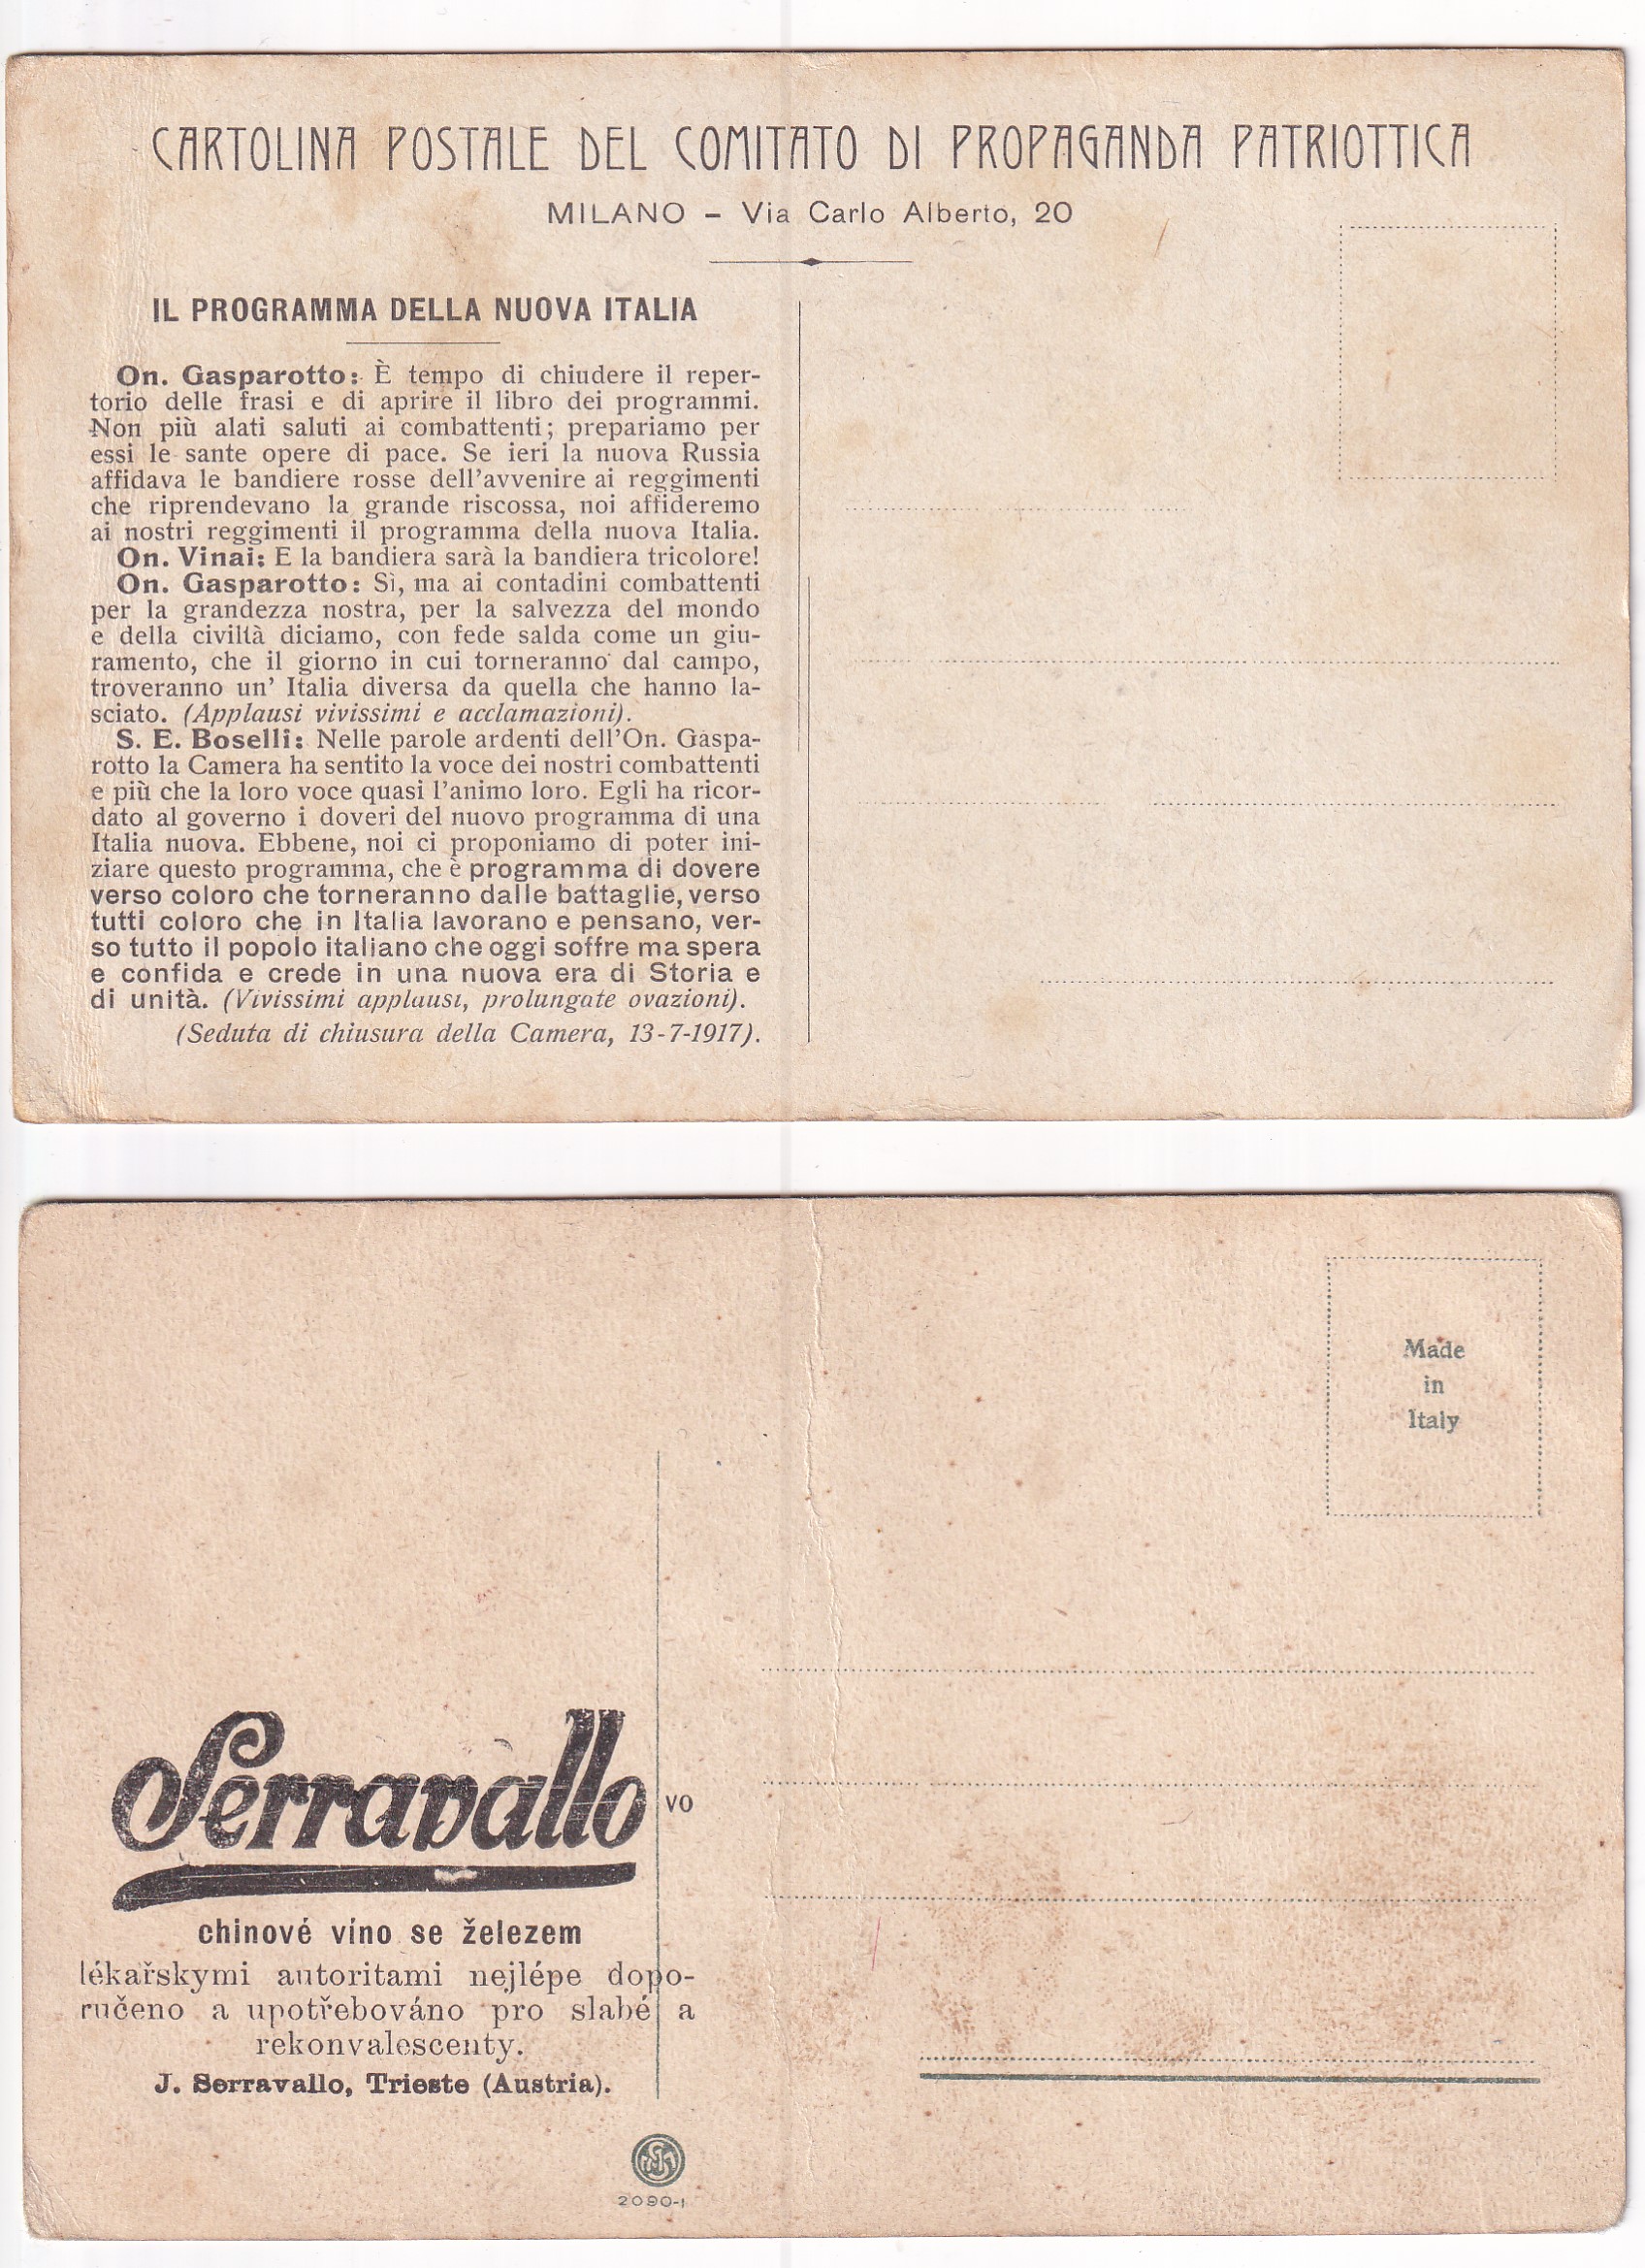 CARTOLINA POSTALE DEL COMITATO DI PROPAGANDA PATRIOTTICA
MILANO – Via Carlo Alberto, 20
IL PROGRAMMA DELLA NUOVA ITALIA
On. Gasparotto: È tempo di chiudere il reper-
torio delle frasi e di aprire il libro dei programmi.
Non più alati saluti ai combattenti; prepariamo per
essi le sante opere di pace. Se ieri la nuova Russia
affidava le bandiere rosse dell'avvenire ai reggimenti
che riprendevano la grande riscossa, noi affideremo
ai nostri reggimenti il programma della nuova Italia.
On. Vinai: E la bandiera sarà la bandiera tricolore!
On. Gasparotto: Sì, ma ai contadini combattenti
per la grandezza nostra, per la salvezza del mondo
e della civiltà diciamo, con fede salda come un giu-
ramento, che il giorno in cui torneranno dal campo,
troveranno un' Italia diversa da quella che hanno la-
sciato. (Applausi vivissimi e acclamazioni).
S. E. Boselli: Nelle parole ardenti dell'On. Gaspa-
rotto la Camera ha sentito la voce dei nostri combattenti
e più che la loro voce quasi l'animo loro. Egli ha ricor-
dato al governo i doveri del nuovo programma di una
Italia nuova. Ebbene, noi ci proponiamo di poter ini-
ziare questo programma, che è programma di dovere
verso coloro che torneranno dalle battaglie, verso
tutti coloro che in Italia lavorano e pensano, ver-
so tutto il popolo italiano che oggi soffre ma spera
e confida e crede in una nuova era di Storia e
di unità. (Vivissimi applausi, prolungate ovazioni).
(Seduta di chiusura della Camera, 13-7-1917).
Made
in
Italy
Serravallo vo
chinové víno se železem
lékařskymi autoritami nejlépe dopo-
ručeno a upotřebováno pro slabé a
rekonvalescenty.
J. Serravallo, Trieste (Austria).
2090-1